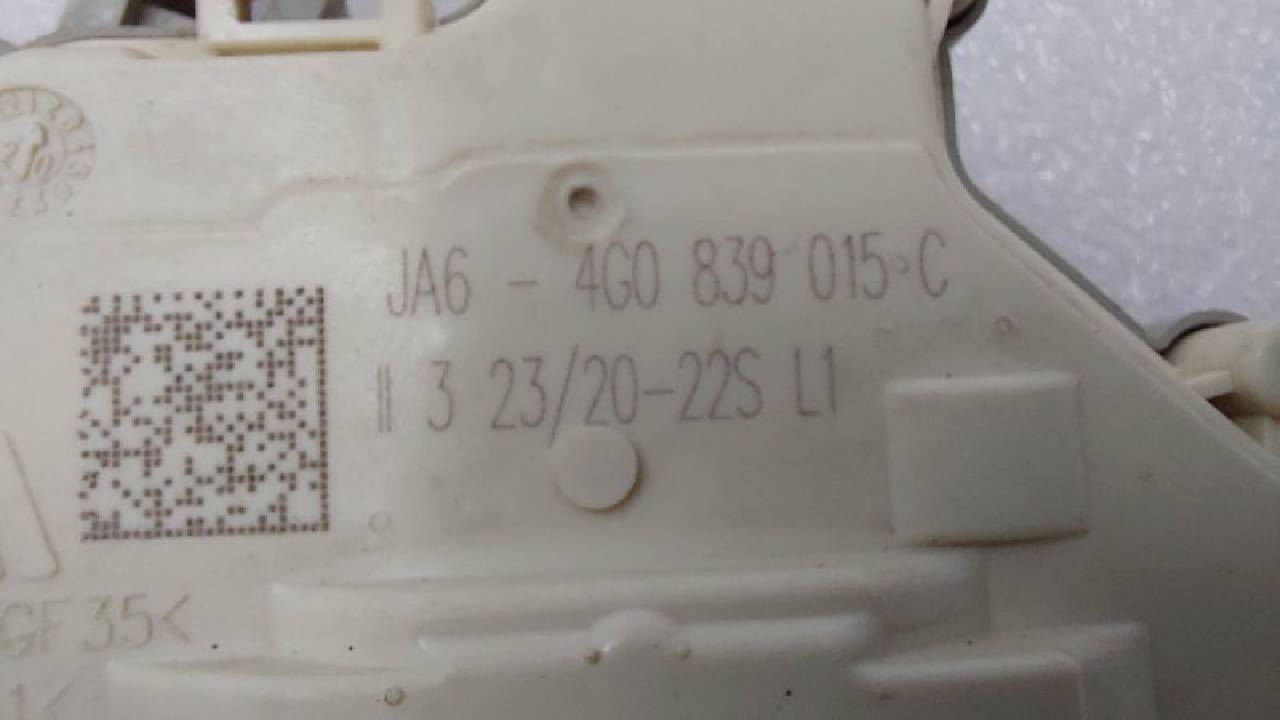 JA6 - 4G0 839 015 C
|| 3 23/20-22S L1
GF 35<